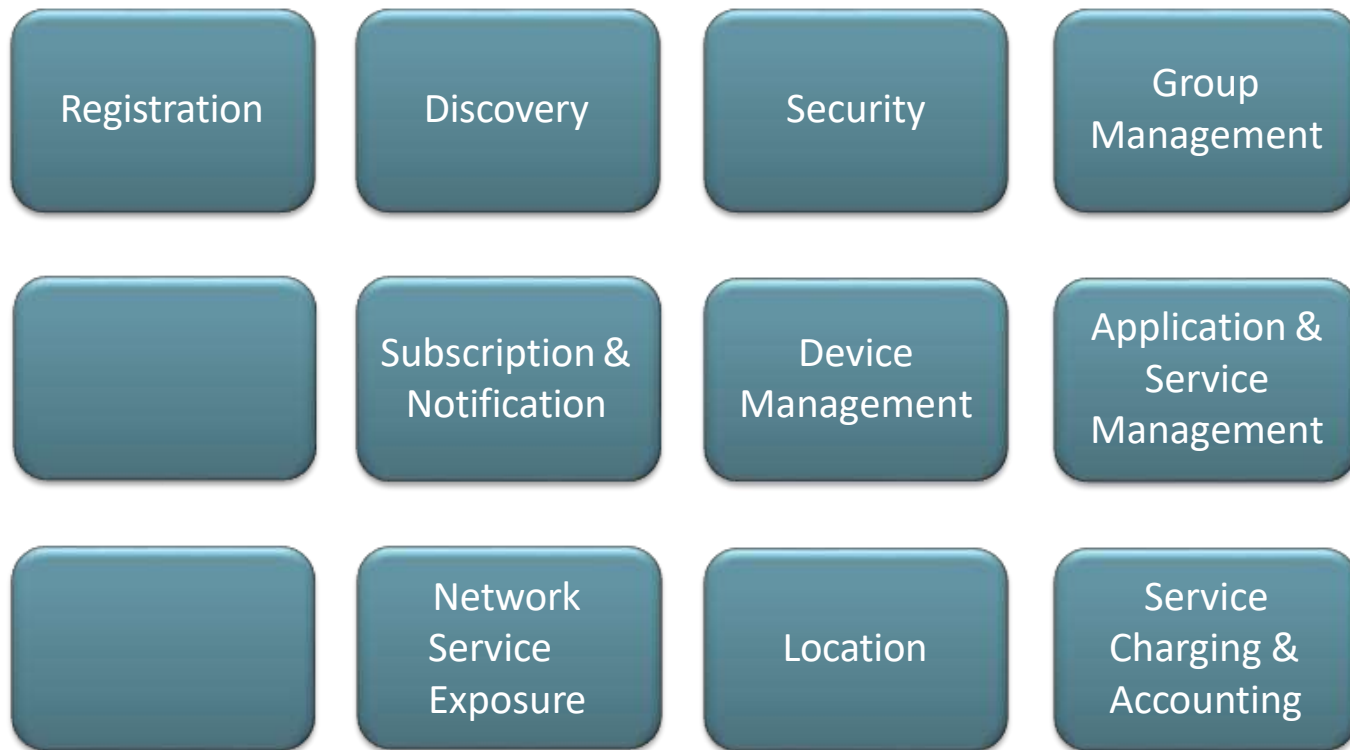 Registration
Discovery
Security
Group
Management
Subscription &
Notification
Device
Management
Application &
Service
Management
Network
Service
Exposure
Location
Service
Charging &
Accounting